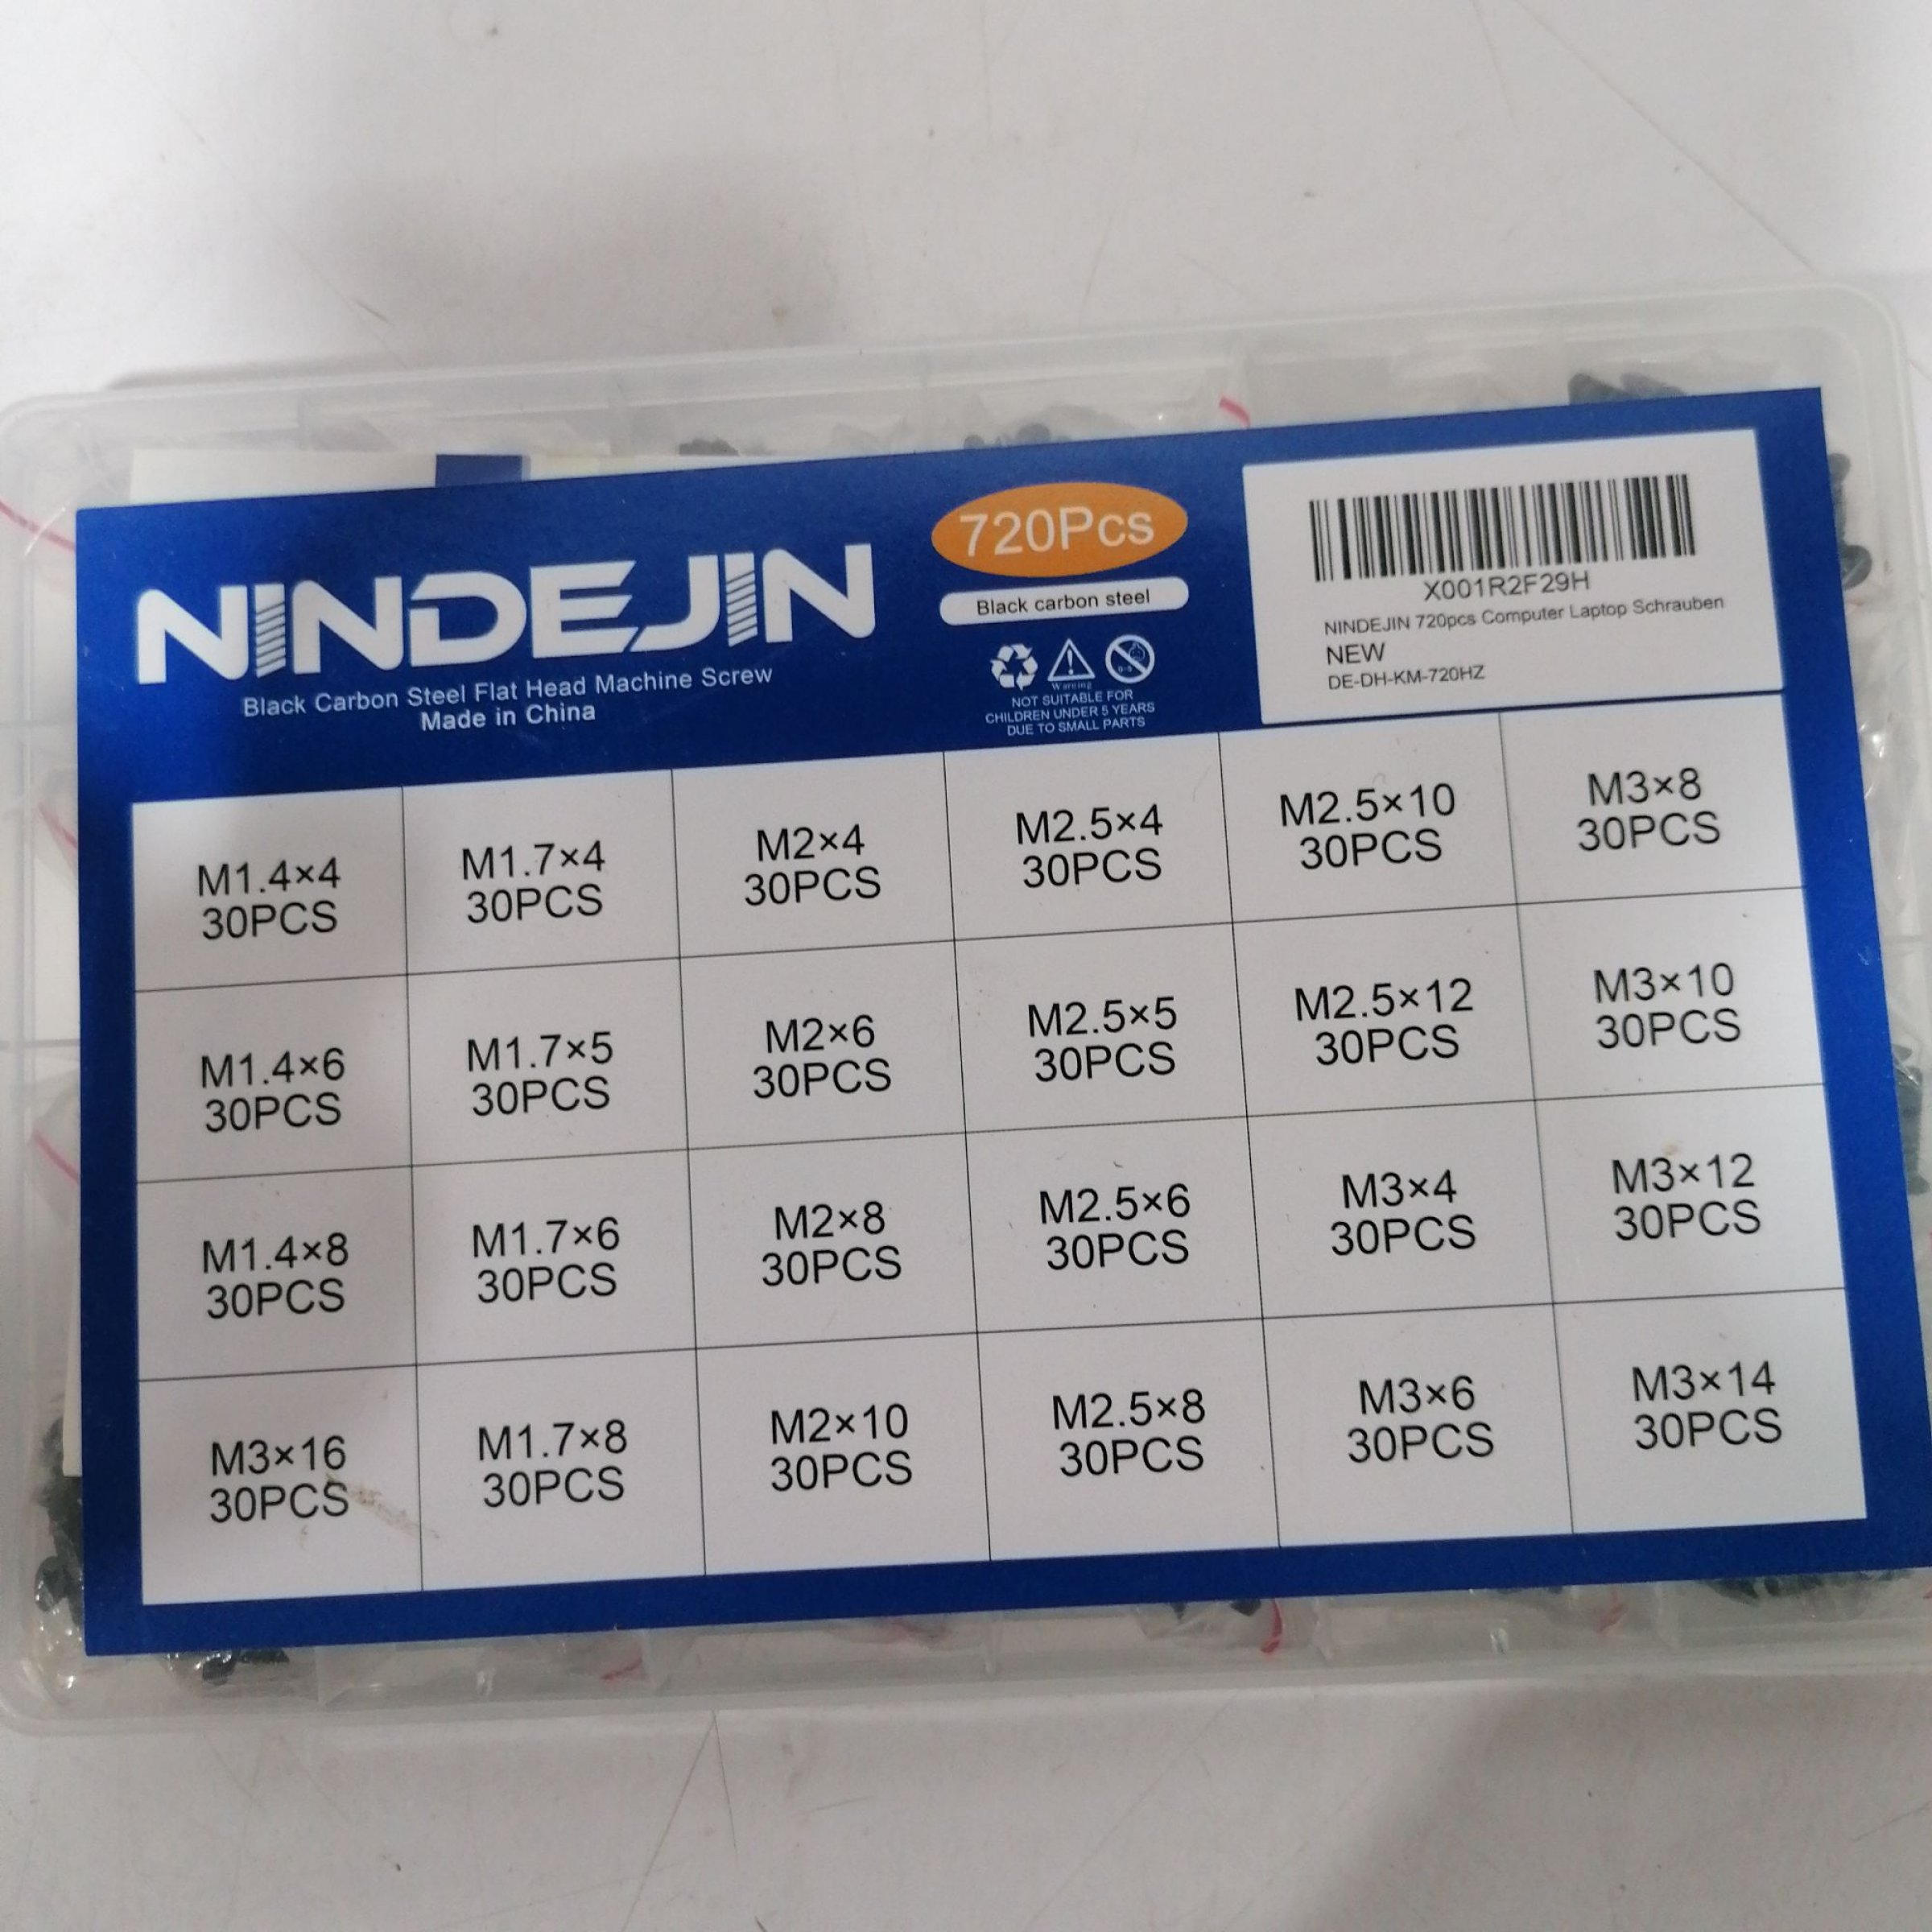 NINDEJIN
Black Carbon Steel Flat Head Machine Screw
Made in China
720Pcs
Black carbon steel
0-5
Warning
NOT SUITABLE FOR
CHILDREN UNDER 5 YEARS
DUE TO SMALL PARTS
X001R2F29H
NINDEJIN 720pcs Computer Laptop Schrauben
NEW
DE-DH-KM-720HZ
M1.4×4
30PCS
M1.7×4
30PCS
M2×4
30PCS
M2.5×4
30PCS
M2.5×10
30PCS
M3×8
30PCS
M1.4×6
30PCS
M1.7×5
30PCS
M2×6
30PCS
M2.5×5
30PCS
M2.5×12
30PCS
M3×10
30PCS
M1.4×8
30PCS
M1.7×6
30PCS
M2×8
30PCS
M2.5×6
30PCS
M3×4
30PCS
M3×12
30PCS
M3×16
30PCS
M1.7×8
30PCS
M2×10
30PCS
M2.5×8
30PCS
M3×6
30PCS
M3×14
30PCS